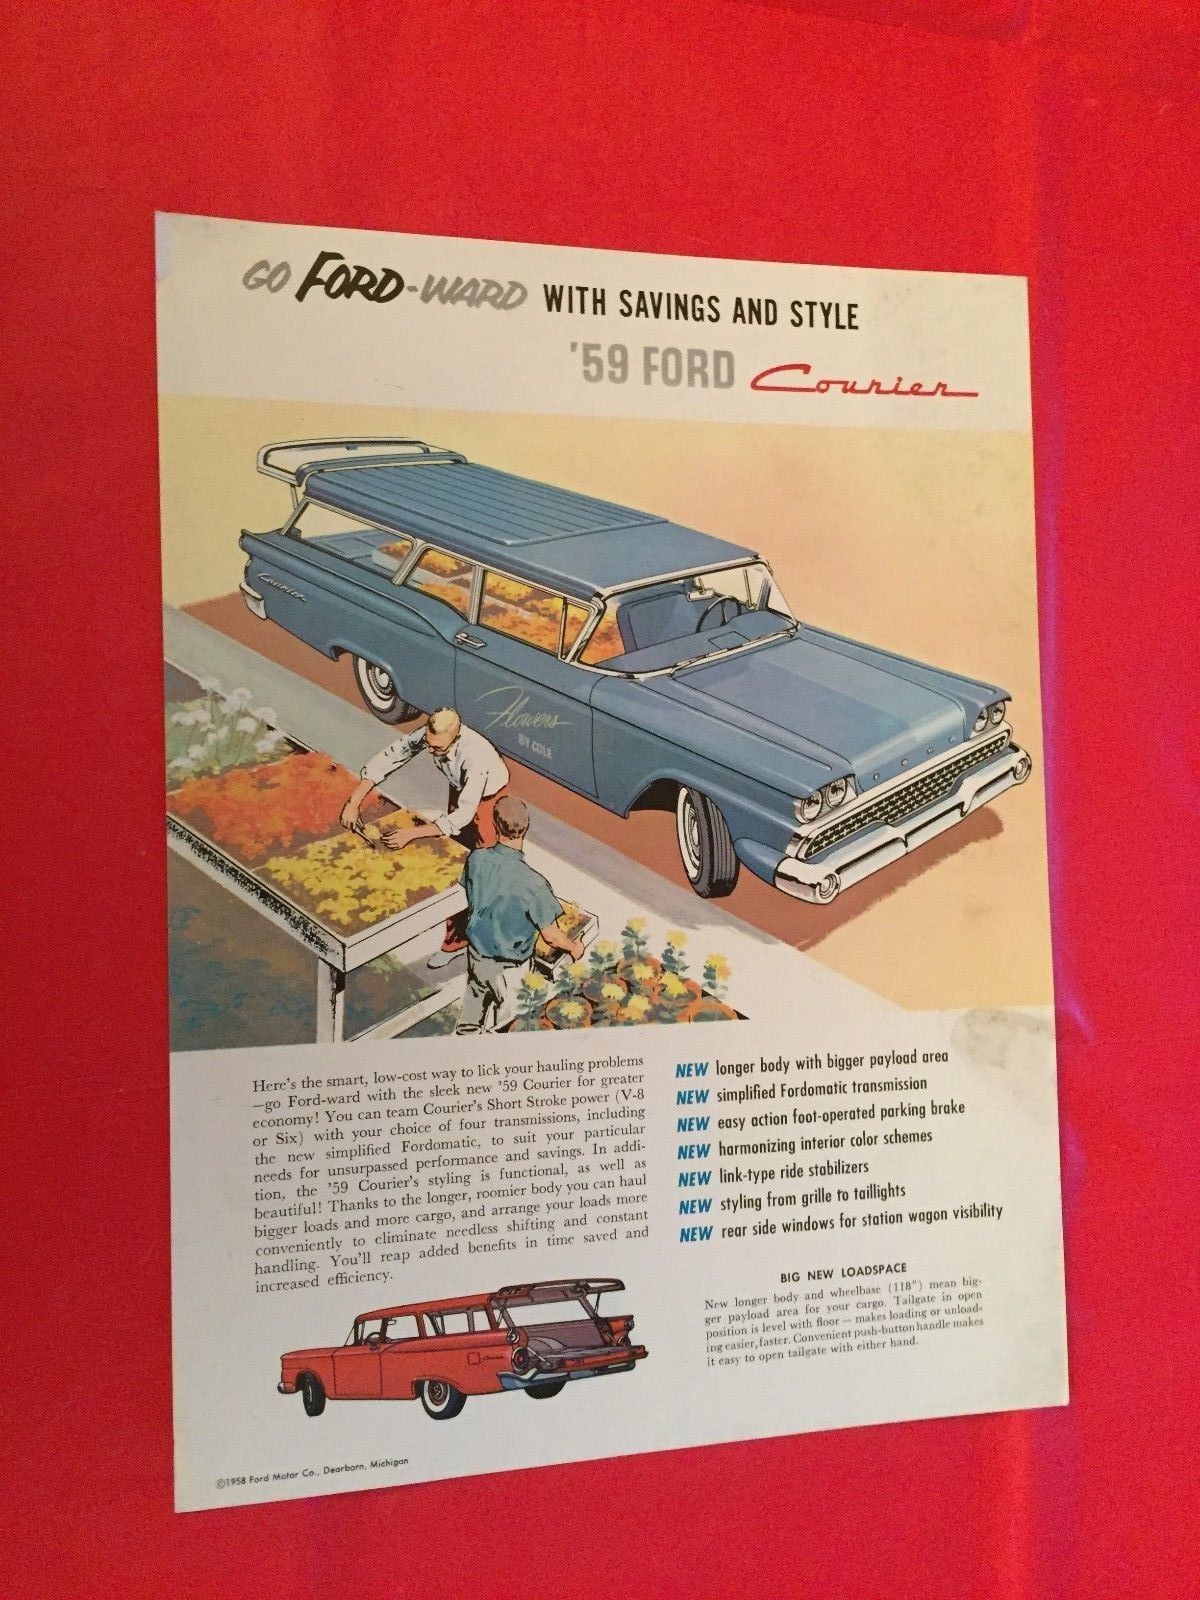 GO FORD-WARD WITH SAVINGS AND STYLE
'59 FORD Courier
Courier
Flowers
BY COLE
FORD
Here's the smart, low-cost way to lick your hauling problems
—go Ford-ward with the sleek new '59 Courier for greater
economy! You can team Courier's Short Stroke power (V-8
or Six) with your choice of four transmissions, including
the new simplified Fordomatic, to suit your particular
needs for unsurpassed performance and savings. In addi-
tion, the '59 Courier's styling is functional, as well as
beautiful! Thanks to the longer, roomier body you can haul
bigger loads and more cargo, and arrange your loads more
conveniently to eliminate needless shifting and constant
handling. You'll reap added benefits in time saved and
increased efficiency.
NEW longer body with bigger payload area
NEW simplified Fordomatic transmission
NEW easy action foot-operated parking brake
NEW harmonizing interior color schemes
NEW link-type ride stabilizers
NEW styling from grille to taillights
NEW rear side windows for station wagon visibility
BIG NEW LOADSPACE
New longer body and wheelbase (118") mean big-
ger payload area for your cargo. Tailgate in open
position is level with floor — makes loading or unload-
ing easier, faster. Convenient push-button handle makes
it easy to open tailgate with either hand.
©1958 Ford Motor Co., Dearborn, Michigan